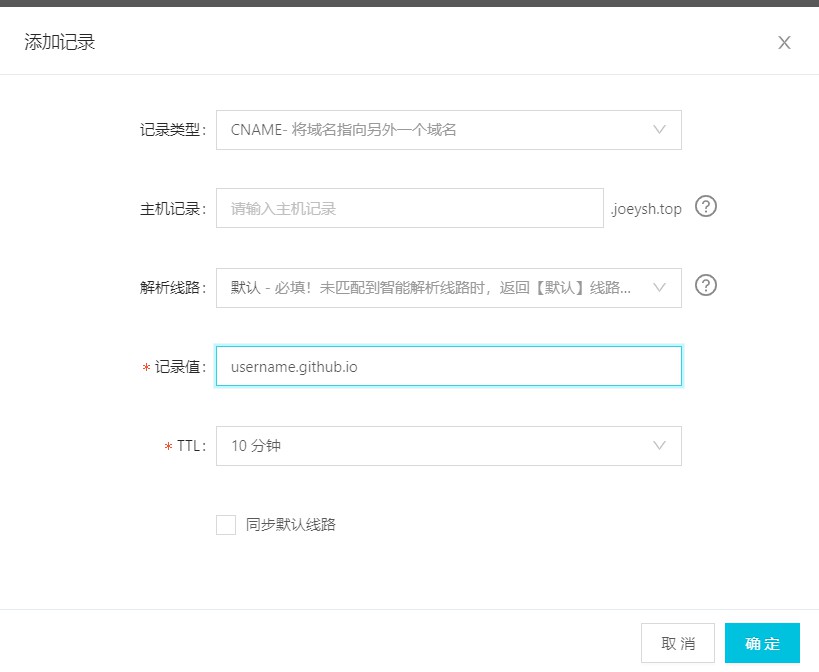 添加记录
记录类型： CNAME- 将域名指向另外一个域名
主机记录： 请输入主机记录 .joeysh.top ?
解析线路： 默认 - 必填！未匹配到智能解析线路时，返回【默认】线路... ?
* 记录值： username.github.io
* TTL： 10 分钟
同步默认线路
取消 确定